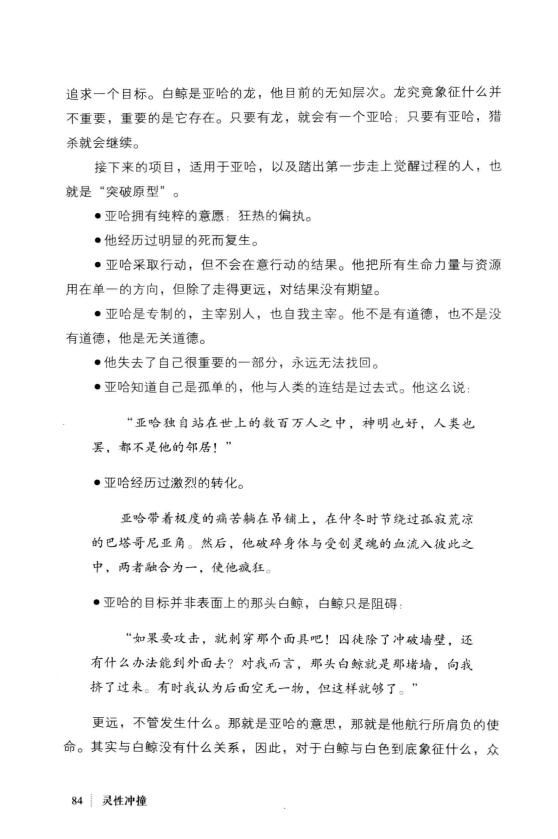 追求一个目标。白鲸是亚哈的龙，他目前的无知层次。龙究竟象征什么并
不重要，重要的是它存在。只要有龙，就会有一个亚哈；只要有亚哈，猎
杀就会继续。
接下来的项目，适用于亚哈，以及踏出第一步走上觉醒过程的人，也
就是“突破原型”。
●亚哈拥有纯粹的意愿：狂热的偏执。
●他经历过明显的死而复生。
●亚哈采取行动，但不会在意行动的结果。他把所有生命力量与资源
用在单一的方向，但除了走得更远，对结果没有期望。
●亚哈是专制的，主宰别人，也自我主宰。他不是有道德，也不是没
有道德，他是无关道德。
●他失去了自己很重要的一部分，永远无法找回。
●亚哈知道自己是孤单的，他与人类的连结是过去式。他这么说：
“亚哈独自站在世上的数百万人之中，神明也好，人类也
罢，都不是他的邻居！”
●亚哈经历过激烈的转化。
亚哈带着极度的痛苦躺在吊铺上，在仲冬时节绕过孤寂荒凉
的巴塔哥尼亚角。然后，他破碎身体与受创灵魂的血流入彼此之
中，两者融合为一，使他疯狂。
●亚哈的目标并非表面上的那头白鲸，白鲸只是阻碍：
“如果要攻击，就刺穿那个面具吧！囚徒除了冲破墙壁，还
有什么办法能到外面去？对我而言，那头白鲸就是那堵墙，向我
挤了过来。有时我认为后面空无一物，但这样就够了。”
更远，不管发生什么。那就是亚哈的意思，那就是他航行所肩负的使
命。其实与白鲸没有什么关系，因此，对于白鲸与白色到底象征什么，众
84 灵性冲撞